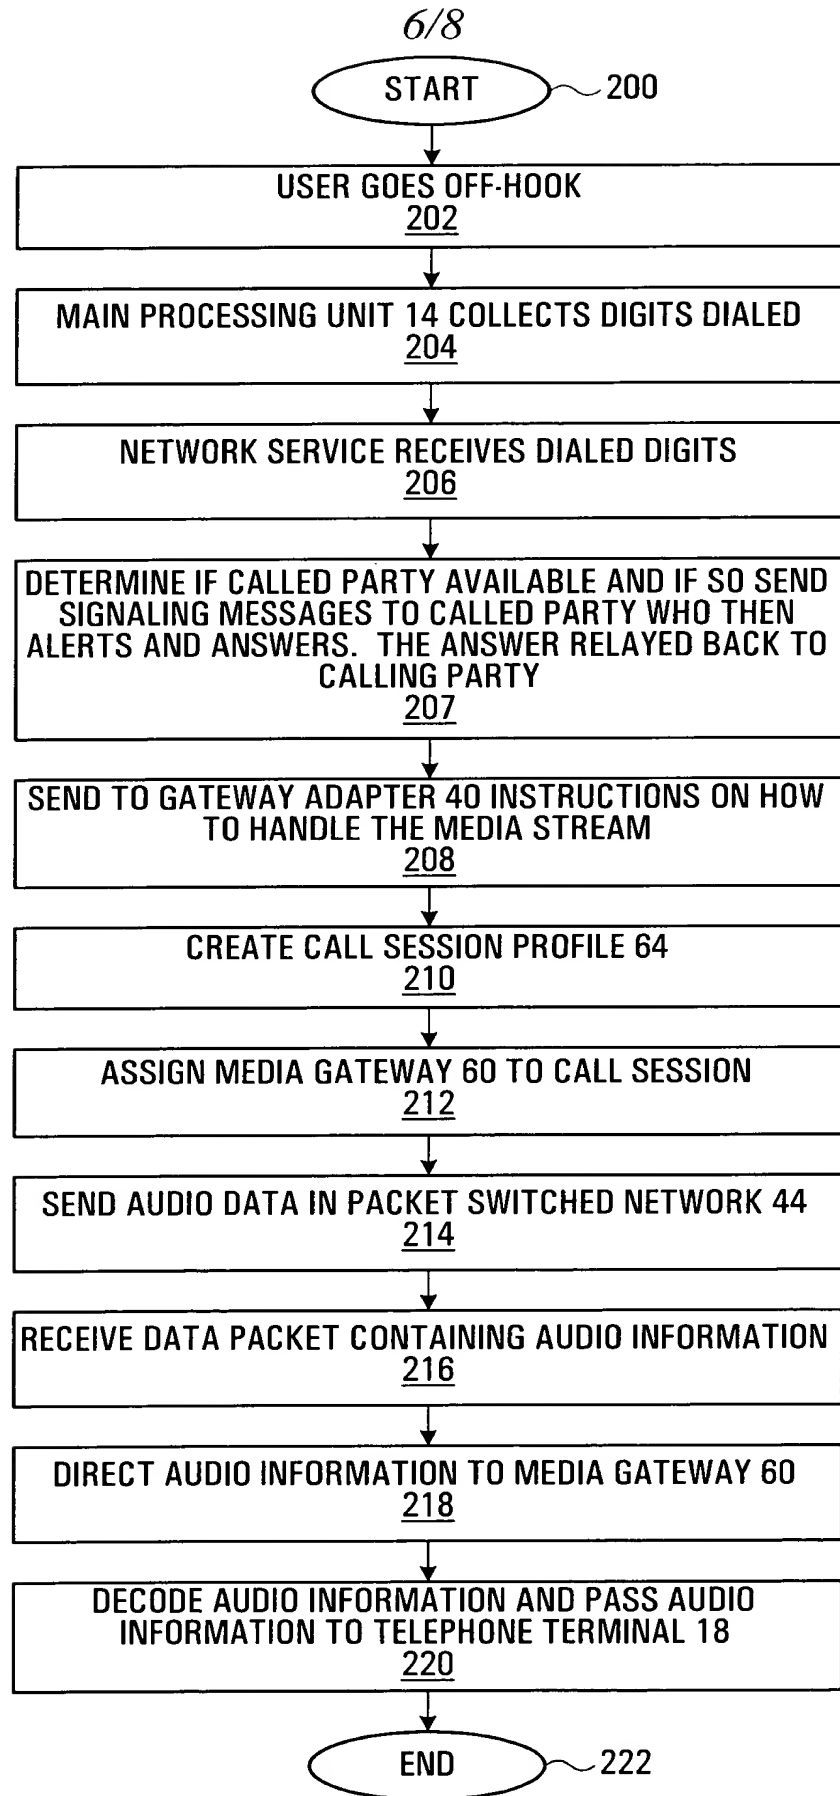 6/8
START
200
USER GOES OFF-HOOK
202
MAIN PROCESSING UNIT 14 COLLECTS DIGITS DIALED
204
NETWORK SERVICE RECEIVES DIALED DIGITS
206
DETERMINE IF CALLED PARTY AVAILABLE AND IF SO SEND
SIGNALING MESSAGES TO CALLED PARTY WHO THEN
ALERTS AND ANSWERS. THE ANSWER RELAYED BACK TO
CALLING PARTY
207
SEND TO GATEWAY ADAPTER 40 INSTRUCTIONS ON HOW
TO HANDLE THE MEDIA STREAM
208
CREATE CALL SESSION PROFILE 64
210
ASSIGN MEDIA GATEWAY 60 TO CALL SESSION
212
SEND AUDIO DATA IN PACKET SWITCHED NETWORK 44
214
RECEIVE DATA PACKET CONTAINING AUDIO INFORMATION
216
DIRECT AUDIO INFORMATION TO MEDIA GATEWAY 60
218
DECODE AUDIO INFORMATION AND PASS AUDIO
INFORMATION TO TELEPHONE TERMINAL 18
220
END
222